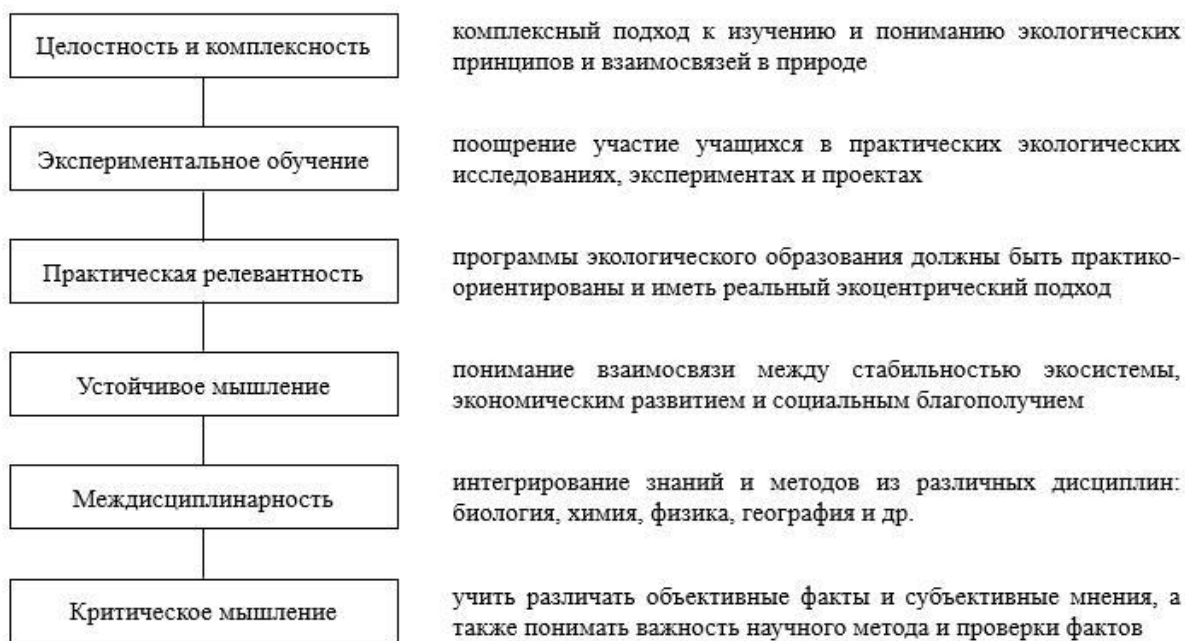 Целостность и комплексность
комплексный подход к изучению и пониманию экологических
принципов и взаимосвязей в природе
Экспериментальное обучение
поощрение участие учащихся в практических экологических
исследованиях, экспериментах и проектах
Практическая релевантность
программы экологического образования должны быть практико-
ориентированы и иметь реальный экоцентрический подход
Устойчивое мышление
понимание взаимосвязи между стабильностью экосистемы,
экономическим развитием и социальным благополучием
Междисциплинарность
интегрирование знаний и методов из различных дисциплин:
биология, химия, физика, география и др.
Критическое мышление
учить различать объективные факты и субъективные мнения, а
также понимать важность научного метода и проверки фактов